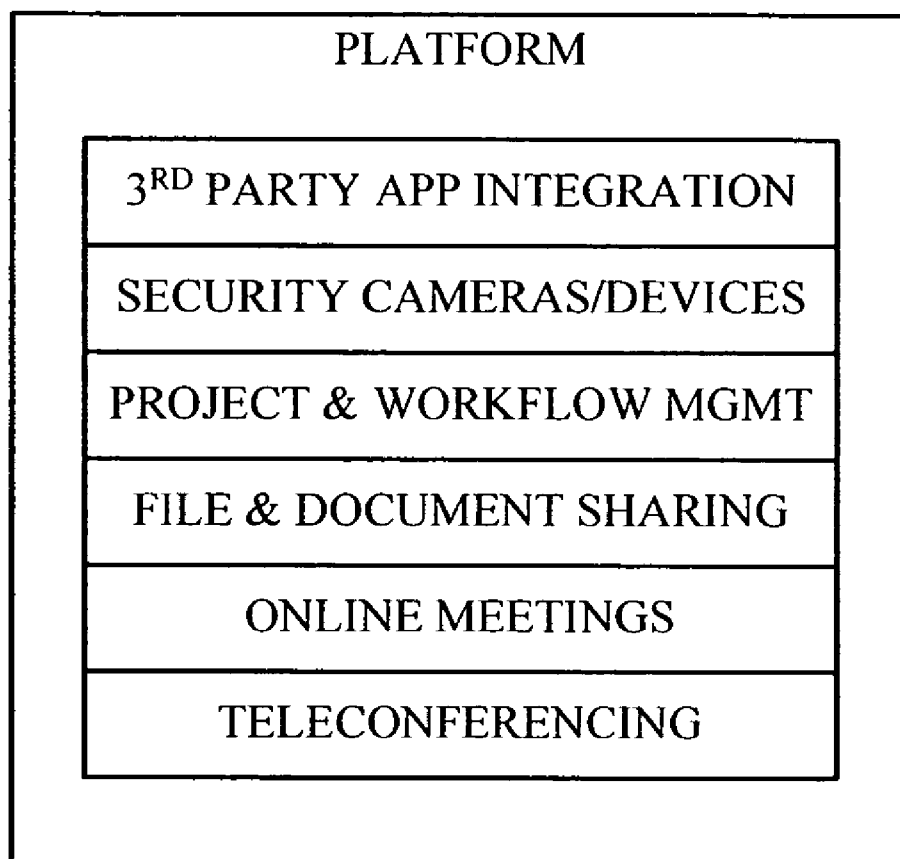 PLATFORM
3RD PARTY APP INTEGRATION
SECURITY CAMERAS/DEVICES
PROJECT & WORKFLOW MGMT
FILE & DOCUMENT SHARING
ONLINE MEETINGS
TELECONFERENCING